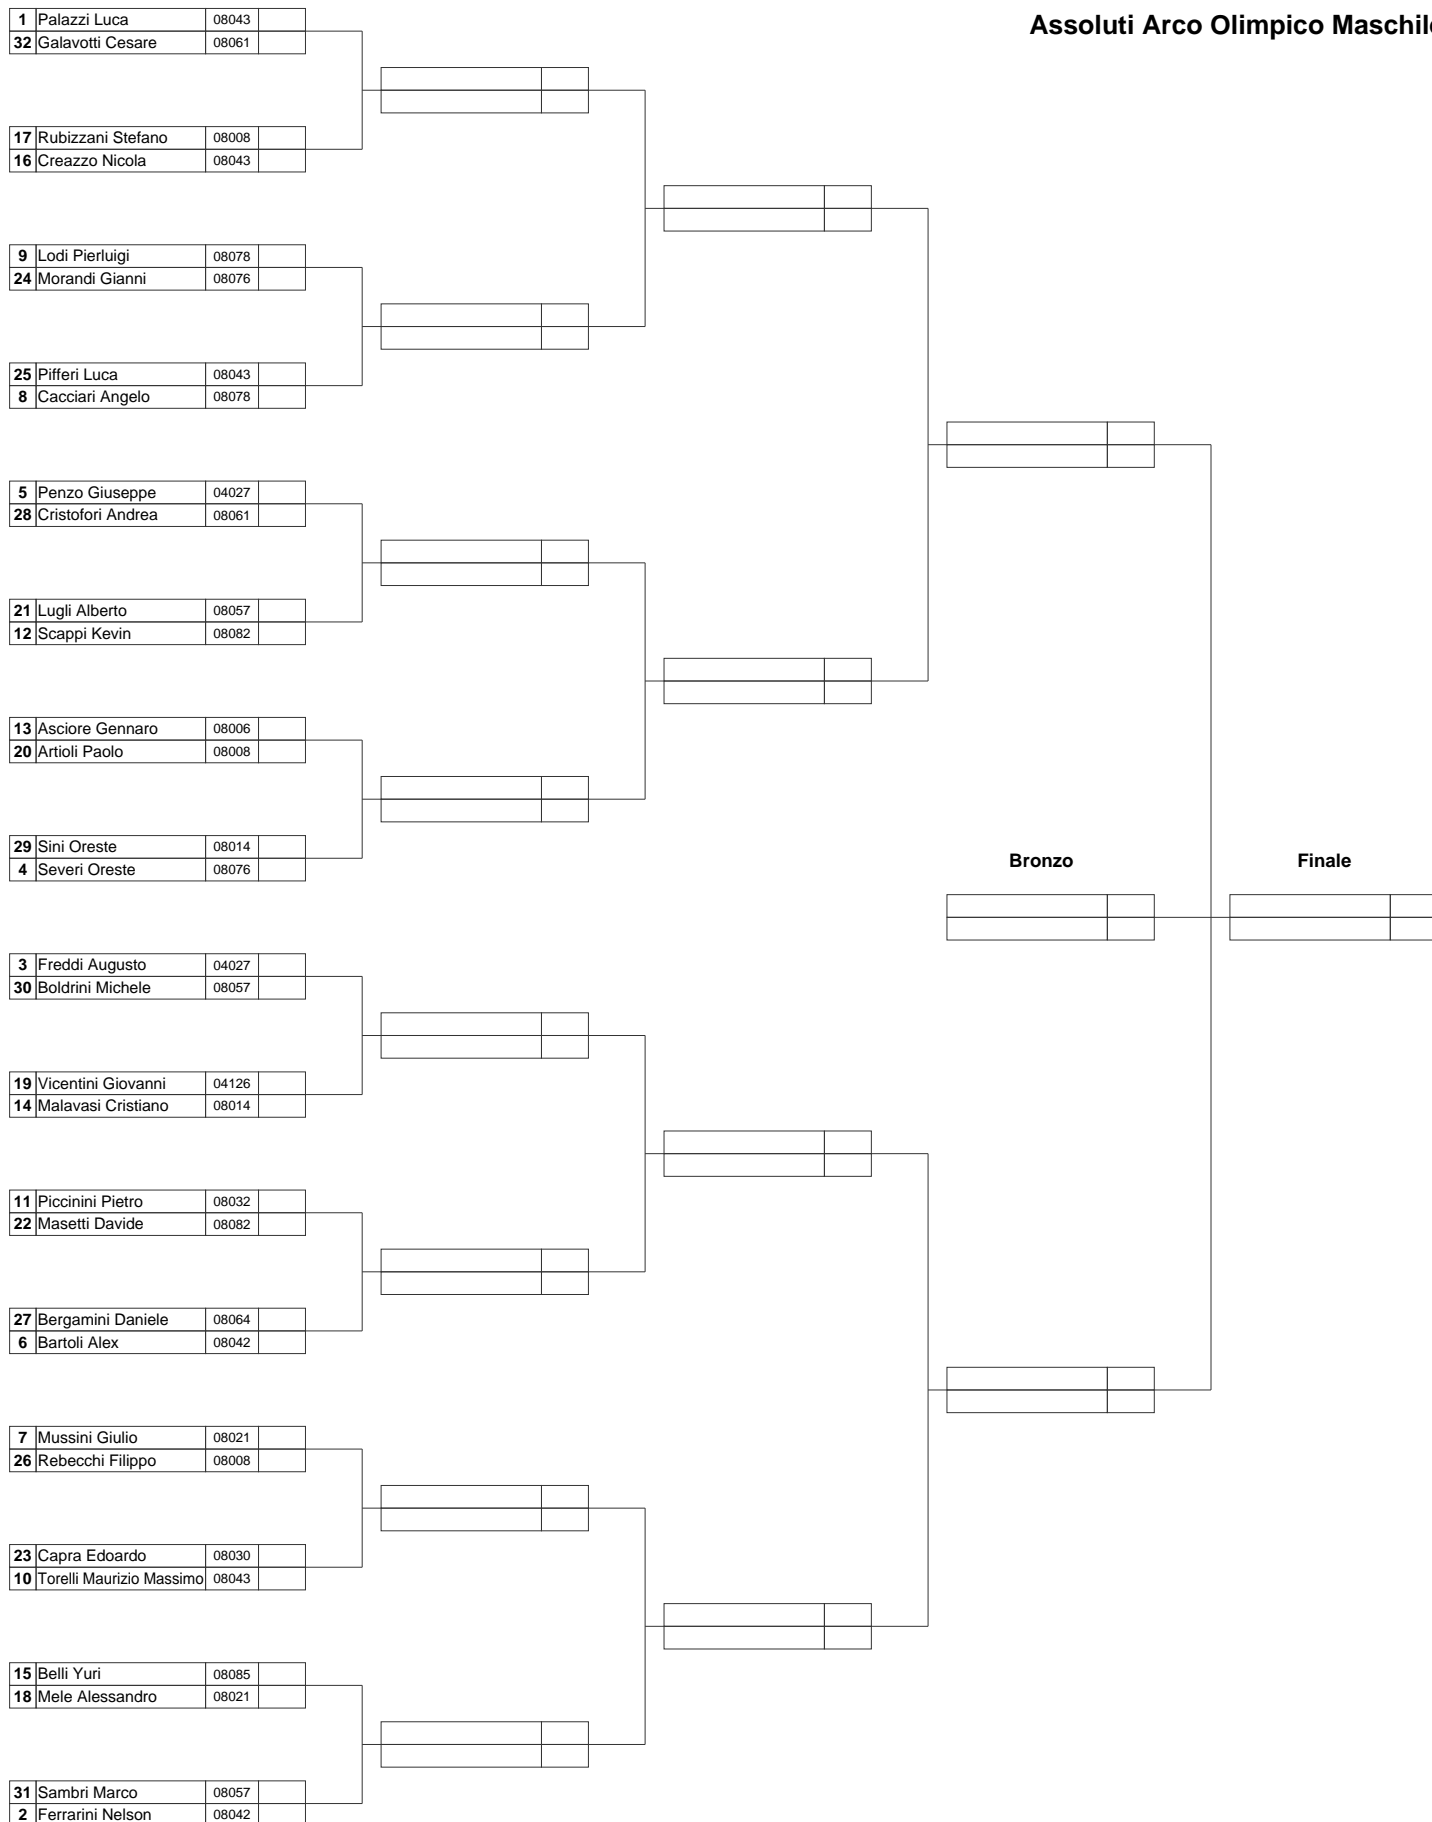 Assoluti Arco Olimpico Maschile
1 Palazzi Luca 08043
32 Galavotti Cesare 08061
17 Rubizzani Stefano 08008
16 Creazzo Nicola 08043
9 Lodi Pierluigi 08078
24 Morandi Gianni 08076
25 Pifferi Luca 08043
8 Cacciari Angelo 08078
5 Penzo Giuseppe 04027
28 Cristofori Andrea 08061
21 Lugli Alberto 08057
12 Scappi Kevin 08082
13 Asciore Gennaro 08006
20 Artioli Paolo 08008
29 Sini Oreste 08014
4 Severi Oreste 08076
Bronzo Finale
3 Freddi Augusto 04027
30 Boldrini Michele 08057
19 Vicentini Giovanni 04126
14 Malavasi Cristiano 08014
11 Piccinini Pietro 08032
22 Masetti Davide 08082
27 Bergamini Daniele 08064
6 Bartoli Alex 08042
7 Mussini Giulio 08021
26 Rebecchi Filippo 08008
23 Capra Edoardo 08030
10 Torelli Maurizio Massimo 08043
15 Belli Yuri 08085
18 Mele Alessandro 08021
31 Sambri Marco 08057
2 Ferrarini Nelson 08042